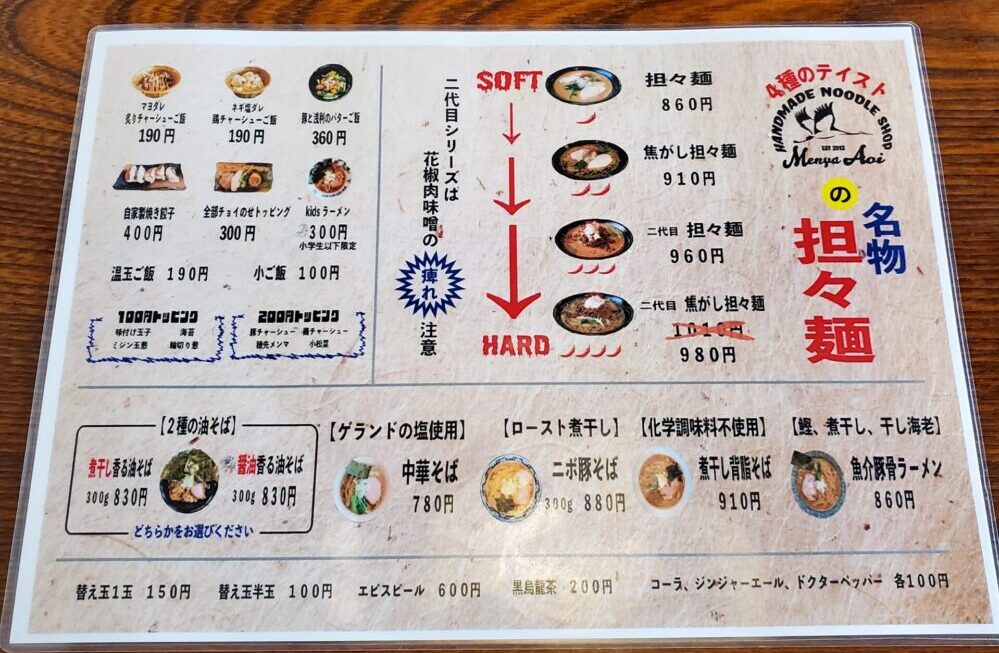 マヨダレ
炙りチャーシューご飯
190円
ネギ塩ダレ
鶏チャーシューご飯
190円
豚と浅利のバターご飯
360円
自家製焼き餃子
400円
全部チョイのせトッピング
300円
kidsラーメン
300円
小学生以下限定
温玉ご飯 190円
小ご飯 100円
100円トッピング
味付け玉子 海苔
ミジン玉葱 輪切り葱
200円トッピング
豚チャーシュー 鶏チャーシュー
穂先メンマ 小松菜
二代目シリーズは
花椒肉味噌の
痺れ
注意
SOFT
HARD
担々麺
860円
焦がし担々麺
910円
二代目 担々麺
960円
二代目 焦がし担々麺
1010円
980円
4種のテイスト
HANDMADE NOODLE SHOP
EST 2012
Menya Aoi
の
名物
担々麺
【2種の油そば】
煮干し香る油そば
300g 830円
醤油香る油そば
300g 830円
どちらかをお選びください
【ゲランドの塩使用】
中華そば
780円
【ロースト煮干し】
ニボ豚そば
300g 880円
【化学調味料不使用】
煮干し背脂そば
910円
【鰹、煮干し、干し海老】
魚介豚骨ラーメン
860円
替え玉1玉 150円
替え玉半玉 100円
エビスビール 600円
黒烏龍茶 200円
コーラ、ジンジャーエール、ドクターペッパー 各100円